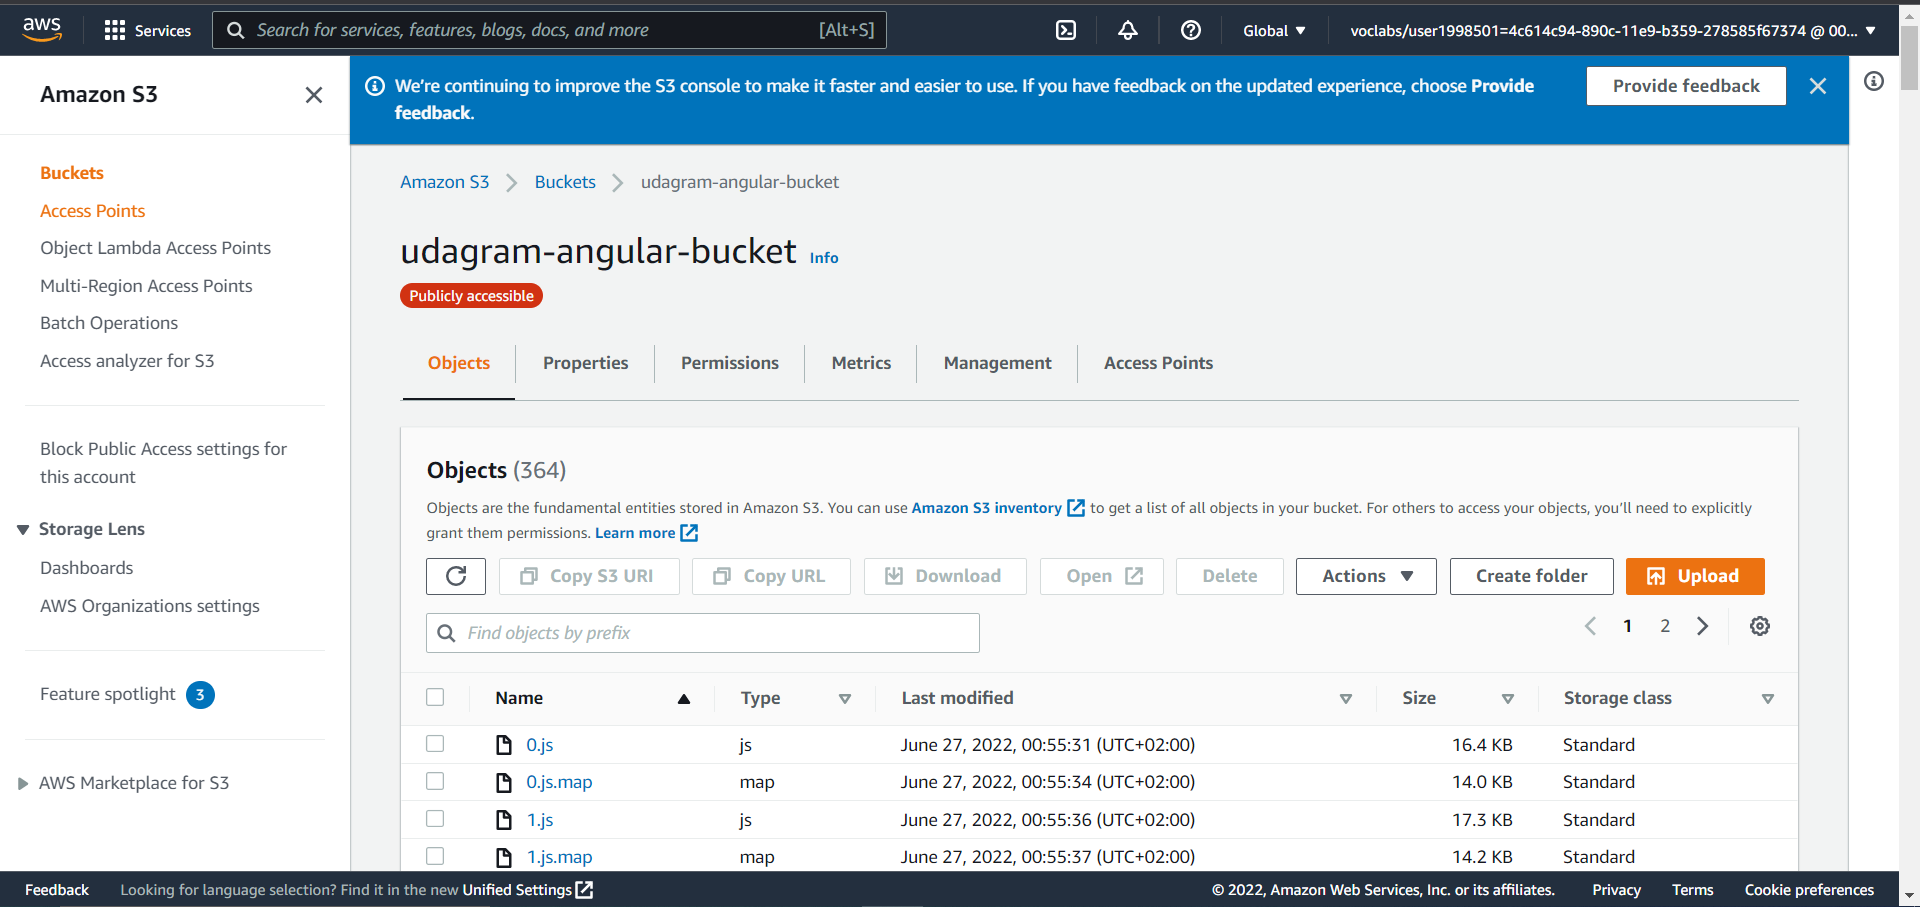 aws
Services
Search for services, features, blogs, docs, and more [Alt+S]
Global
voclabs/user1998501=4c614c94-890c-11e9-b359-278585f67374 @ 00...
Amazon S3
We're continuing to improve the S3 console to make it faster and easier to use. If you have feedback on the updated experience, choose Provide
feedback.
Provide feedback
Buckets
Access Points
Object Lambda Access Points
Multi-Region Access Points
Batch Operations
Access analyzer for S3
Block Public Access settings for
this account
Storage Lens
Dashboards
AWS Organizations settings
Feature spotlight 3
AWS Marketplace for S3
Amazon S3 Buckets udagram-angular-bucket
udagram-angular-bucket Info
Publicly accessible
Objects Properties Permissions Metrics Management Access Points
Objects (364)
Objects are the fundamental entities stored in Amazon S3. You can use Amazon S3 inventory to get a list of all objects in your bucket. For others to access your objects, you'll need to explicitly
grant them permissions. Learn more
Copy S3 URI Copy URL Download Open Delete Actions Create folder Upload
Find objects by prefix
1 2
Name Type Last modified Size Storage class
0.js js June 27, 2022, 00:55:31 (UTC+02:00) 16.4 KB Standard
0.js.map map June 27, 2022, 00:55:34 (UTC+02:00) 14.0 KB Standard
1.js js June 27, 2022, 00:55:36 (UTC+02:00) 17.3 KB Standard
1.js.map map June 27, 2022, 00:55:37 (UTC+02:00) 14.2 KB Standard
Feedback Looking for language selection? Find it in the new Unified Settings
© 2022, Amazon Web Services, Inc. or its affiliates. Privacy Terms Cookie preferences